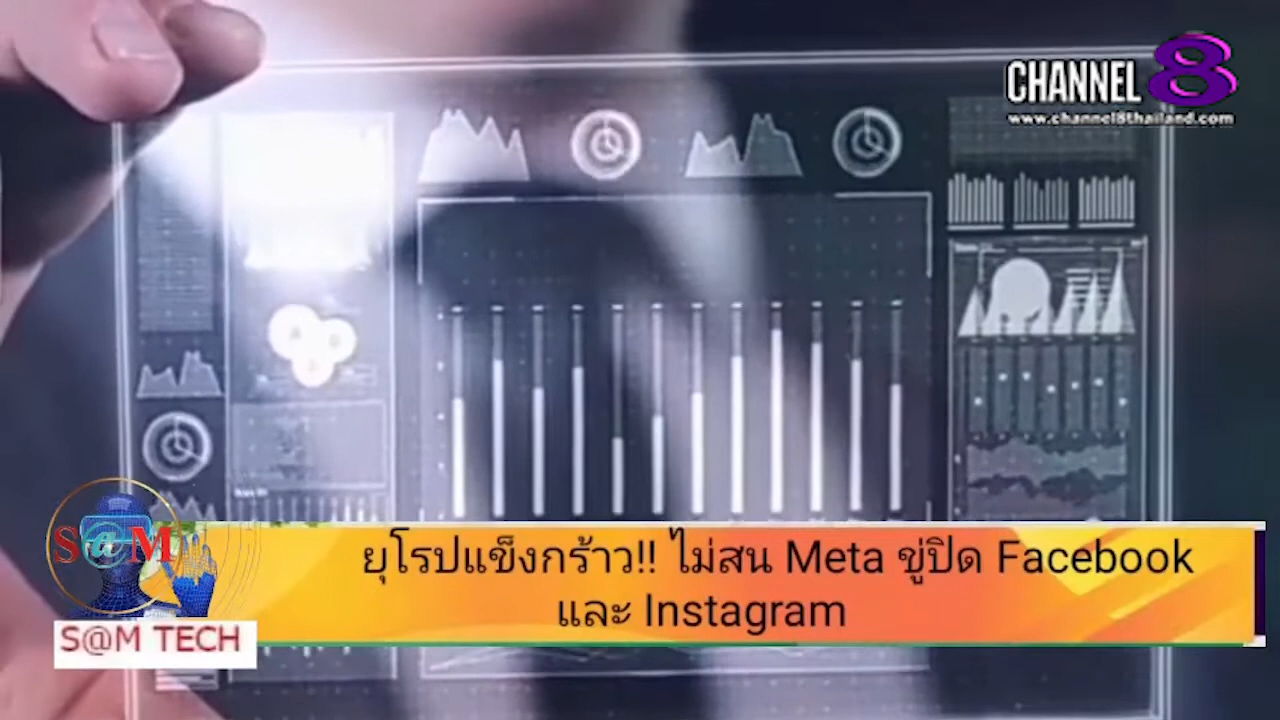 CHANNEL 8
www.channel8thailand.com
ยุโรปแข็งกร้าว!! ไม่สน Meta ขู่ปิด Facebook
และ Instagram
S@M
S@M TECH